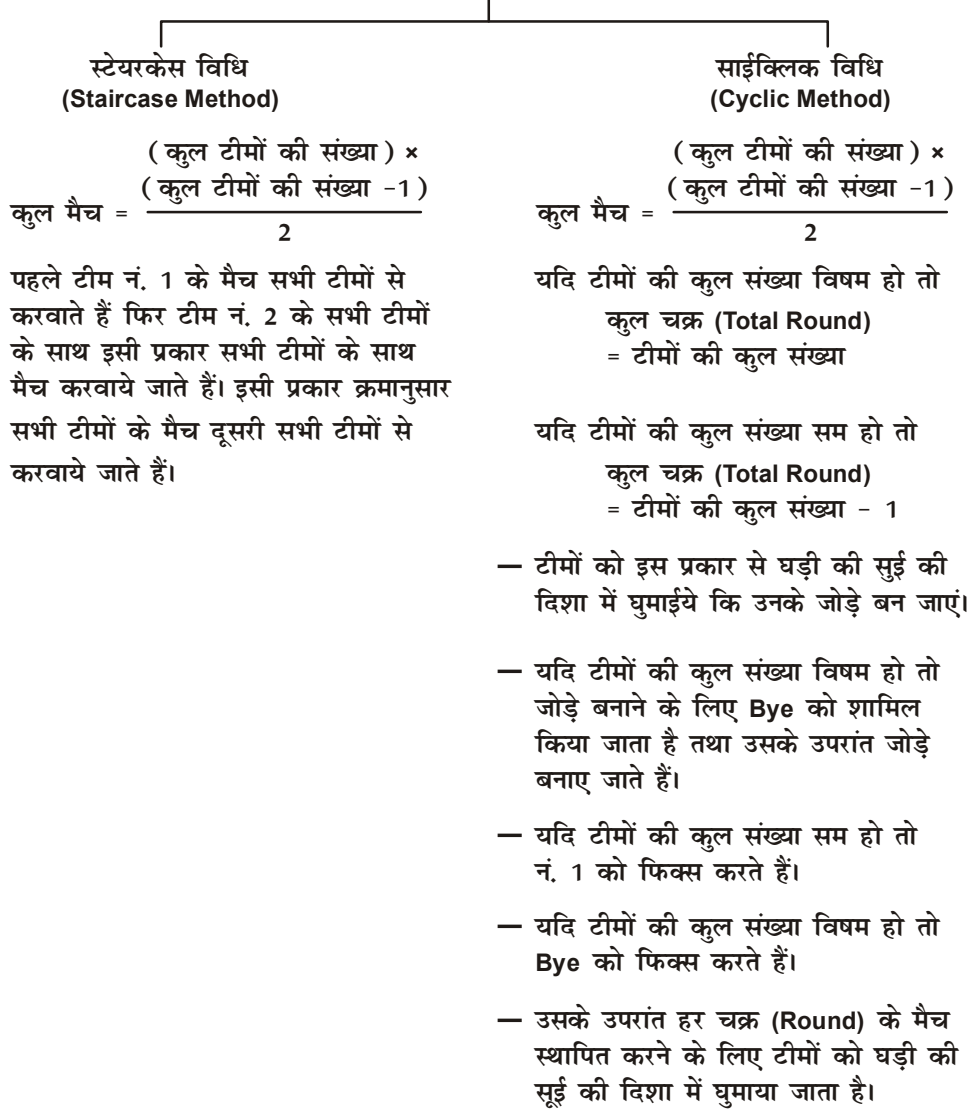 स्टेयरकेस विधि
(Staircase Method)
(कुल टीमों की संख्या) ×
(कुल टीमों की संख्या -1)
कुल मैच =
2
पहले टीम नं. 1 के मैच सभी टीमों से
करवाते हैं फिर टीम नं. 2 के सभी टीमों
के साथ इसी प्रकार सभी टीमों के साथ
मैच करवाये जाते हैं। इसी प्रकार क्रमानुसार
सभी टीमों के मैच दूसरी सभी टीमों से
करवाये जाते हैं।
साईक्लिक विधि
(Cyclic Method)
(कुल टीमों की संख्या) ×
(कुल टीमों की संख्या -1)
कुल मैच =
2
यदि टीमों की कुल संख्या विषम हो तो
कुल चक्र (Total Round)
= टीमों की कुल संख्या
यदि टीमों की कुल संख्या सम हो तो
कुल चक्र (Total Round)
= टीमों की कुल संख्या - 1
— टीमों को इस प्रकार से घड़ी की सुई की
दिशा में घुमाईये कि उनके जोड़े बन जाएं।
— यदि टीमों की कुल संख्या विषम हो तो
जोड़े बनाने के लिए Bye को शामिल
किया जाता है तथा उसके उपरांत जोड़े
बनाए जाते हैं।
— यदि टीमों की कुल संख्या सम हो तो
नं. 1 को फिक्स करते हैं।
— यदि टीमों की कुल संख्या विषम हो तो
Bye को फिक्स करते हैं।
— उसके उपरांत हर चक्र (Round) के मैच
स्थापित करने के लिए टीमों को घड़ी की
सूई की दिशा में घुमाया जाता है।